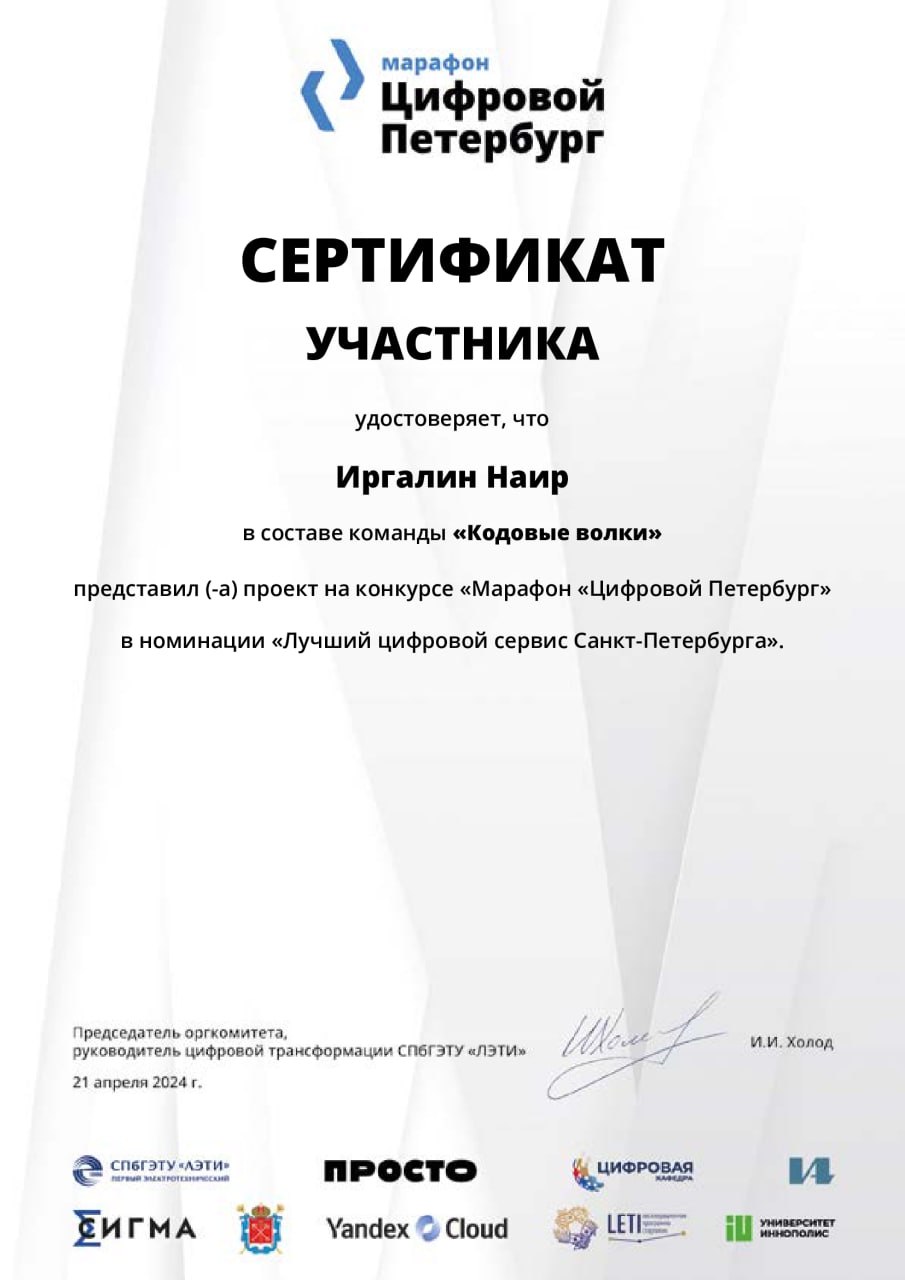 марафон
Цифровой
Петербург
СЕРТИФИКАТ
УЧАСТНИКА
удостоверяет, что
Иргалин Наир
в составе команды «Кодовые волки»
представил (-а) проект на конкурсе «Марафон «Цифровой Петербург»
в номинации «Лучший цифровой сервис Санкт-Петербурга».
Председатель оргкомитета,
руководитель цифровой трансформации СПбГЭТУ «ЛЭТИ»
И.И. Холод
21 апреля 2024 г.
СПбГЭТУ «ЛЭТИ»
ПЕРВЫЙ ЭЛЕКТРОТЕХНИЧЕСКИЙ
ПРОСТО
ЦИФРОВАЯ
КАФЕДРА
СИГМА
Yandex Cloud
LETI
УНИВЕРСИТЕТ
ИННОПОЛИС